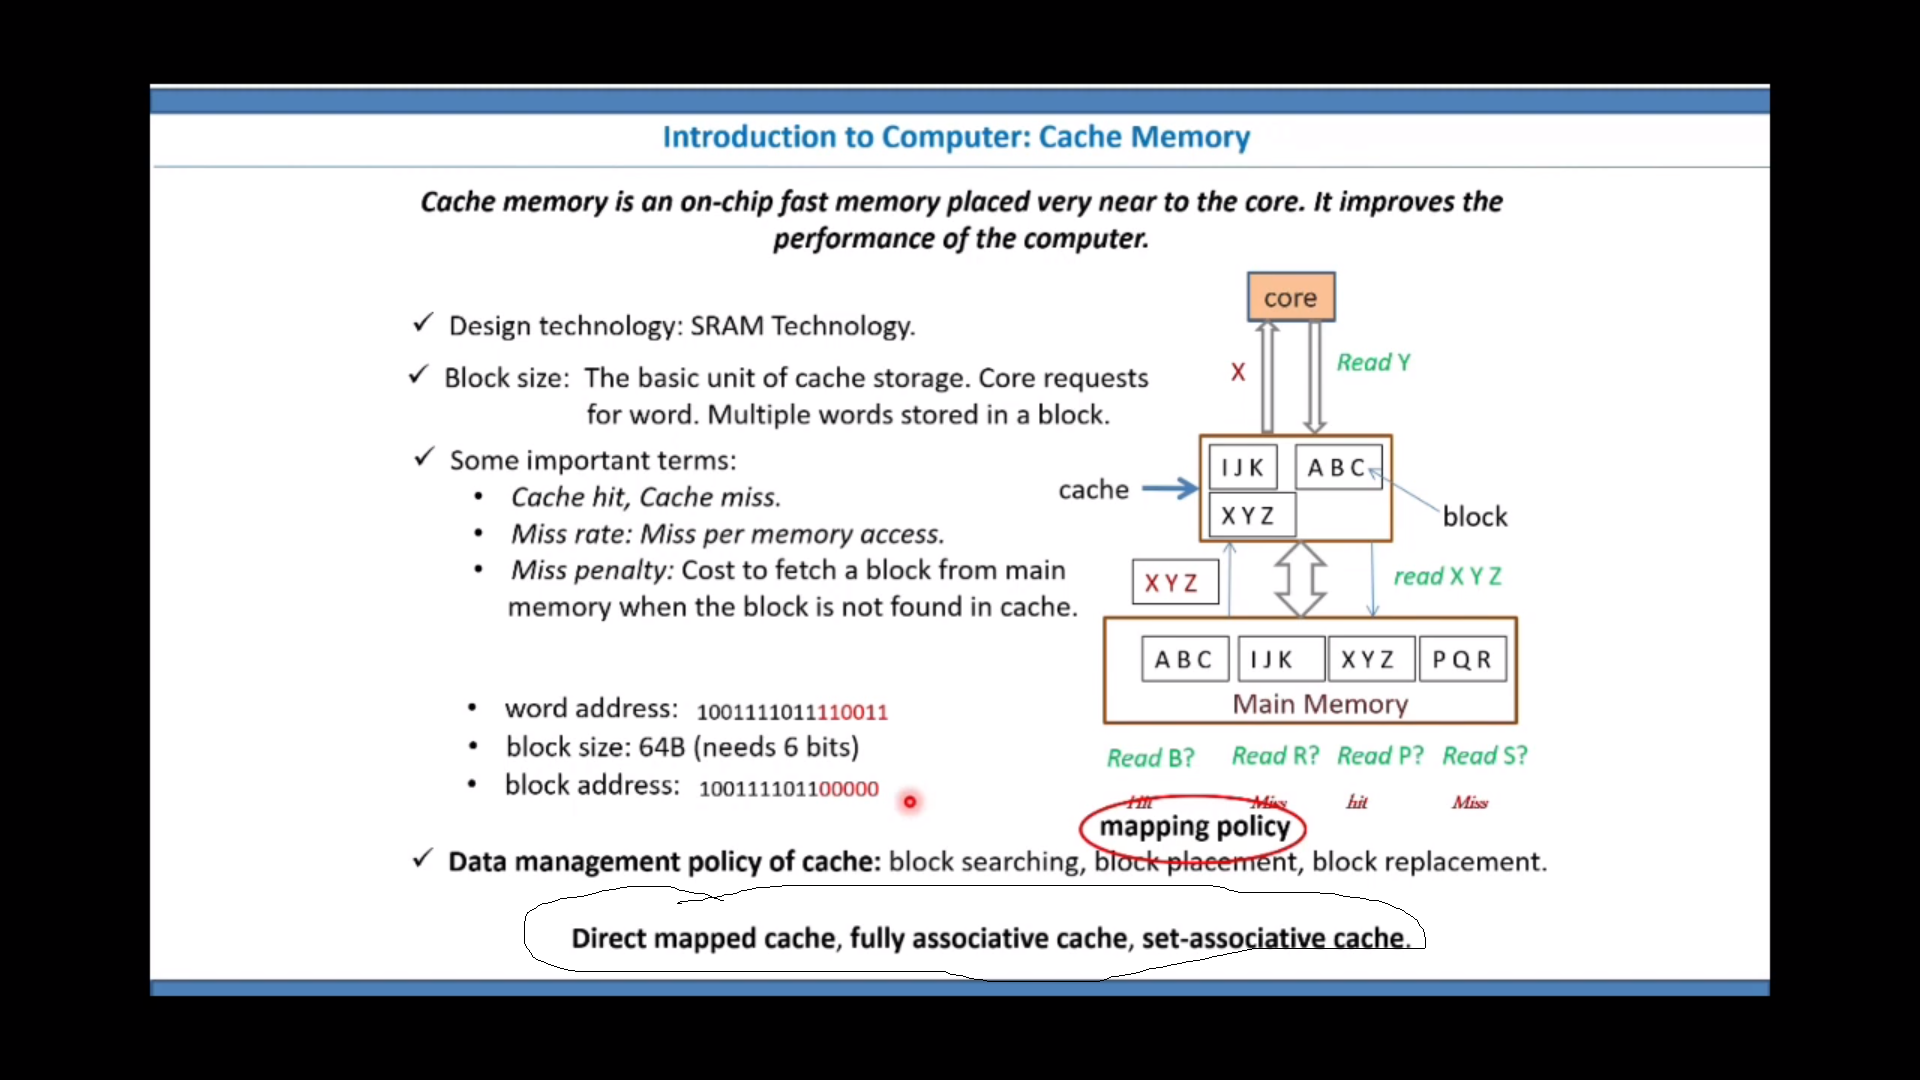 Introduction to Computer: Cache Memory
Cache memory is an on-chip fast memory placed very near to the core. It improves the
performance of the computer.
✓ Design technology: SRAM Technology.
✓ Block size: The basic unit of cache storage. Core requests
for word. Multiple words stored in a block.
✓ Some important terms:
• Cache hit, Cache miss.
• Miss rate: Miss per memory access.
• Miss penalty: Cost to fetch a block from main
memory when the block is not found in cache.
• word address: 1001111011110011
• block size: 64B (needs 6 bits)
• block address: 100111101100000
core
X
Read Y
I J K
A B C
cache
X Y Z
block
X Y Z
read X Y Z
A B C
I J K
X Y Z
P Q R
Main Memory
Read B? Read R? Read P? Read S?
Hit Miss hit Miss
mapping policy
✓ Data management policy of cache: block searching, block placement, block replacement.
Direct mapped cache, fully associative cache, set-associative cache.